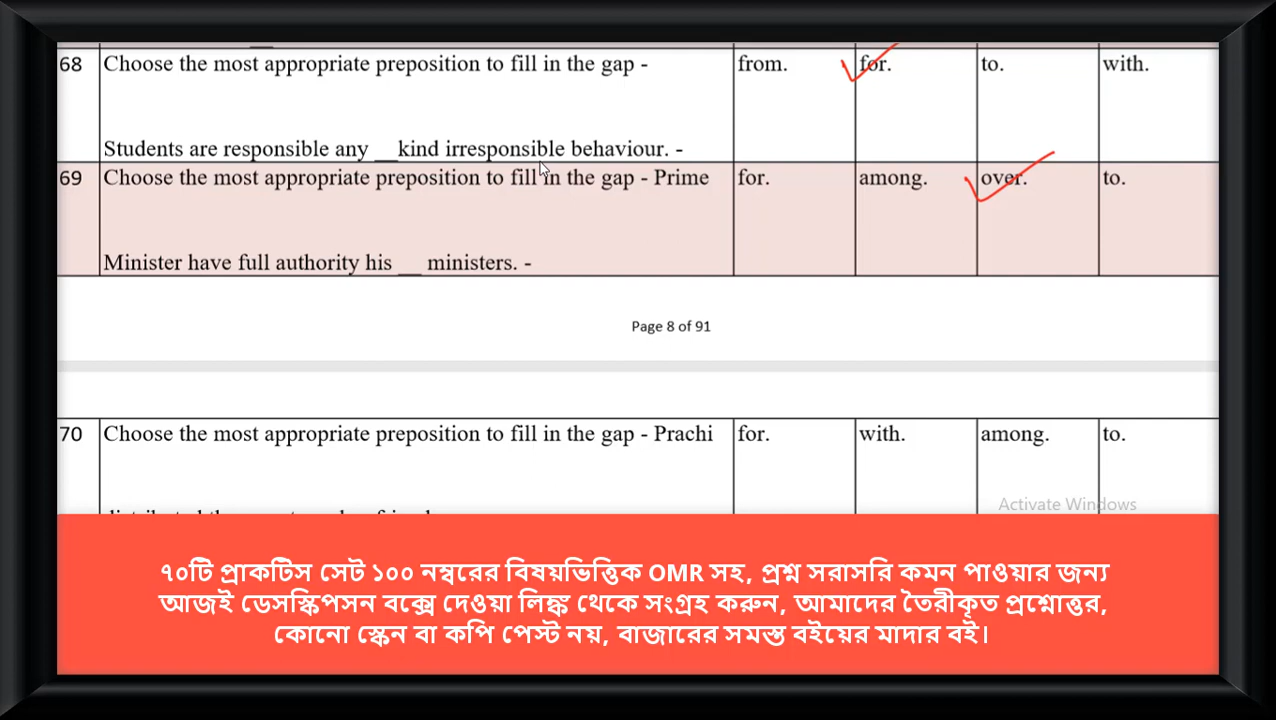 68 Choose the most appropriate preposition to fill in the gap - from. for. to. with.
Students are responsible any __kind irresponsible behaviour. -
69 Choose the most appropriate preposition to fill in the gap - Prime for. among. over. to.
Minister have full authority his __ ministers. -
Page 8 of 91
70 Choose the most appropriate preposition to fill in the gap - Prachi for. with. among. to.
Activate Windows
৭০টি প্রাকটিস সেট ১০০ নম্বরের বিষয়ভিত্তিক OMR সহ, প্রশ্ন সরাসরি কমন পাওয়ার জন্য
আজই ডেসস্কিপসন বক্সে দেওয়া লিঙ্ক থেকে সংগ্রহ করুন, আমাদের তৈরীকৃত প্রশ্নোত্তর,
কোনো স্কেন বা কপি পেস্ট নয়, বাজারের সমস্ত বইয়ের মাদার বই।